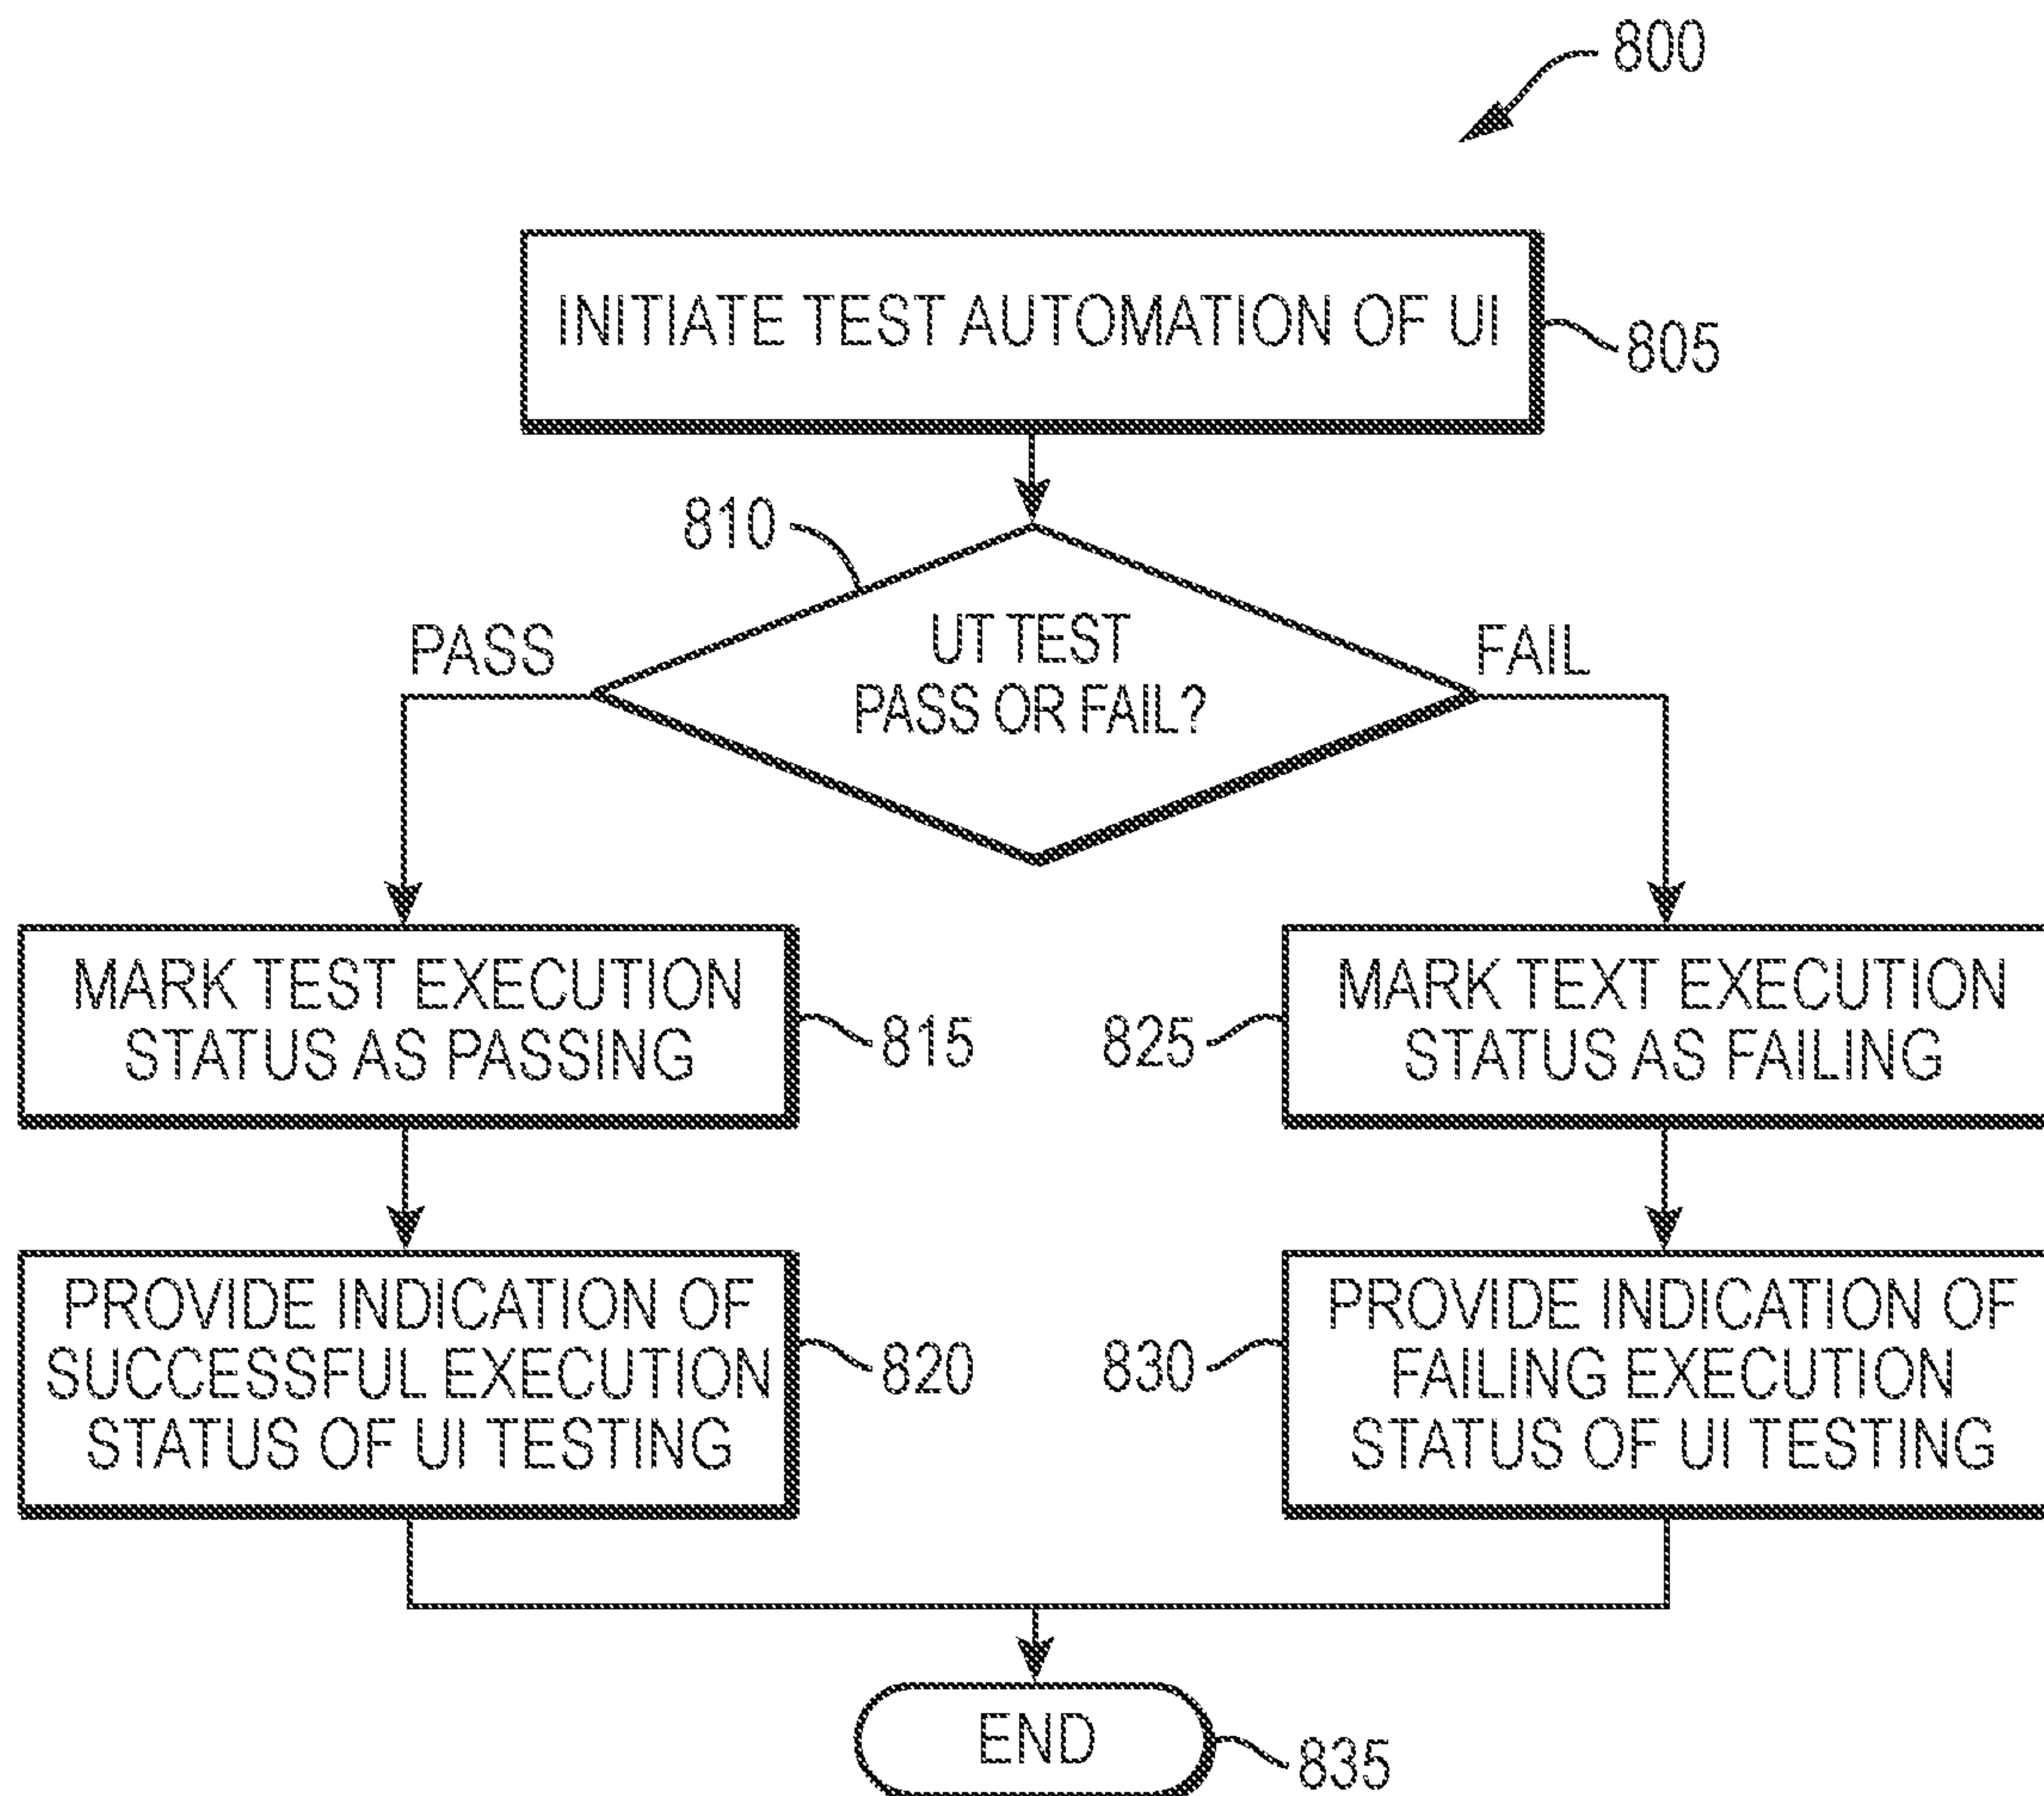 800
INITIATE TEST AUTOMATION OF UI
805
810
UT TEST
PASS OR FAIL?
PASS
FAIL
MARK TEST EXECUTION
STATUS AS PASSING
815
825
MARK TEXT EXECUTION
STATUS AS FAILING
PROVIDE INDICATION OF
SUCCESSFUL EXECUTION
STATUS OF UI TESTING
820
830
PROVIDE INDICATION OF
FAILING EXECUTION
STATUS OF UI TESTING
END
835